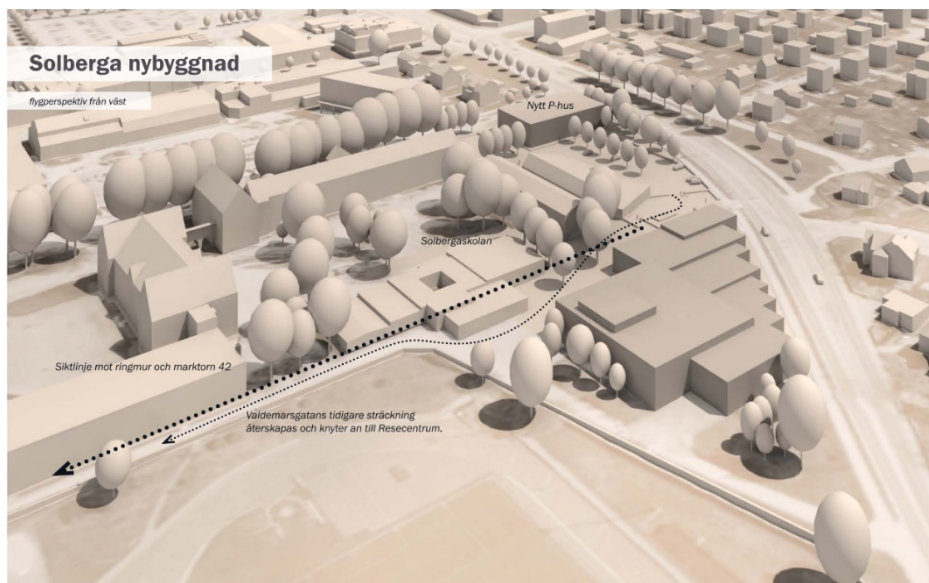 Solberga nybyggnad
flygperspektiv från väst
Nytt P-hus
Solbergaskolan
Siktlinje mot ringmur och marktorn 42
Valdemarsgatans tidigare sträckning
återskapas och knyter an till Resecentrum.